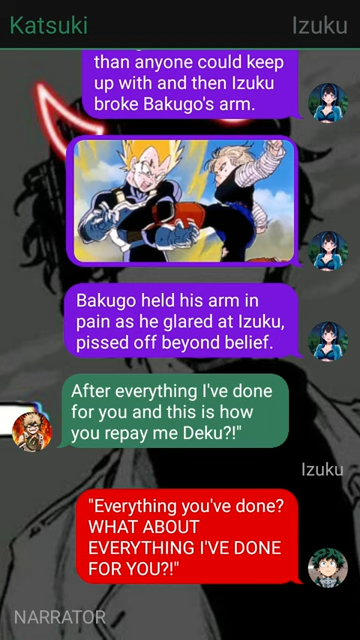 Katsuki
Izuku
than anyone could keep
up with and then Izuku
broke Bakugo's arm.
Bakugo held his arm in
pain as he glared at Izuku,
pissed off beyond belief.
After everything I've done
for you and this is how
you repay me Deku?!"
Izuku
"Everything you've done?
WHAT ABOUT
EVERYTHING I'VE DONE
FOR YOU?!"
NARRATOR